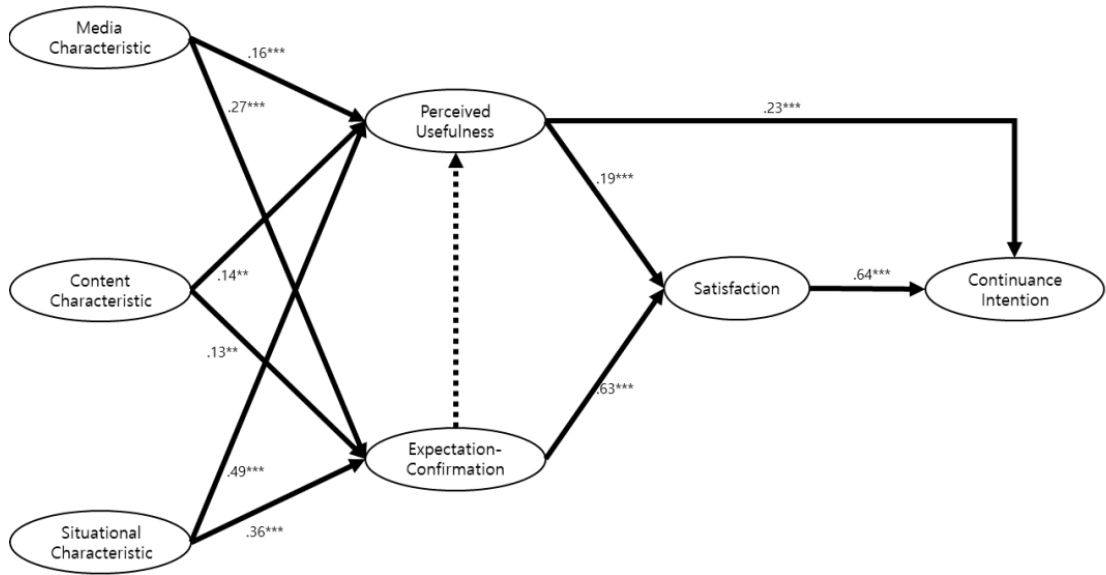 Media
Characteristic
.16***
.27***
Perceived
Usefulness
.23***
.19***
.14**
Content
Characteristic
Satisfaction
.64***
Continuance
Intention
.13**
.63***
Expectation-
Confirmation
.49***
.36***
Situational
Characteristic